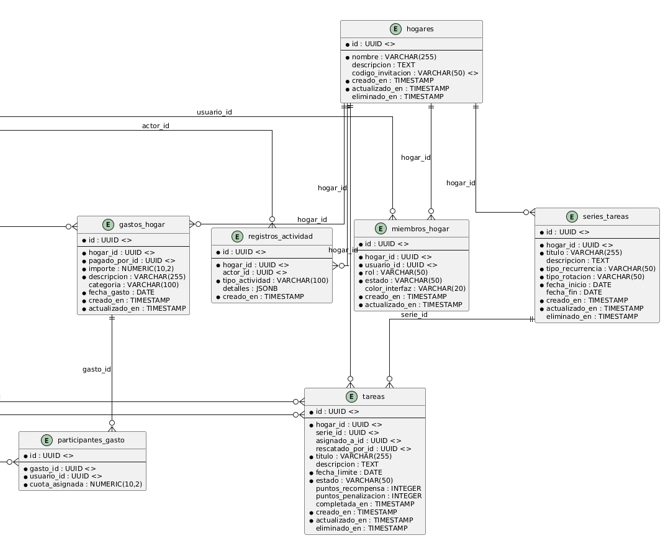 E hogares
id : UUID <>
nombre : VARCHAR(255)
descripcion : TEXT
codigo_invitacion : VARCHAR(50) <>
creado_en : TIMESTAMP
actualizado_en : TIMESTAMP
eliminado_en : TIMESTAMP
usuario_id
actor_id
hogar_id
hogar_id
hogar_id
hogar_id
hogar_id
E gastos_hogar
id : UUID <>
hogar_id : UUID <>
pagado_por_id : UUID <>
importe : NUMERIC(10,2)
descripcion : VARCHAR(255)
categoria : VARCHAR(100)
fecha_gasto : DATE
creado_en : TIMESTAMP
actualizado_en : TIMESTAMP
E registros_actividad
id : UUID <>
hogar_id : UUID <>
actor_id : UUID <>
tipo_actividad : VARCHAR(100)
detalles : JSONB
creado_en : TIMESTAMP
E miembros_hogar
id : UUID <>
hogar_id : UUID <>
usuario_id : UUID <>
rol : VARCHAR(50)
estado : VARCHAR(50)
color_interfaz : VARCHAR(20)
creado_en : TIMESTAMP
actualizado_en : TIMESTAMP
E series_tareas
id : UUID <>
hogar_id : UUID <>
titulo : VARCHAR(255)
descripcion : TEXT
tipo_recurrencia : VARCHAR(50)
tipo_rotacion : VARCHAR(50)
fecha_inicio : DATE
fecha_fin : DATE
creado_en : TIMESTAMP
actualizado_en : TIMESTAMP
eliminado_en : TIMESTAMP
serie_id
gasto_id
E tareas
id : UUID <>
hogar_id : UUID <>
serie_id : UUID <>
asignado_a_id : UUID <>
rescatado_por_id : UUID <>
titulo : VARCHAR(255)
descripcion : TEXT
fecha_limite : DATE
estado : VARCHAR(50)
puntos_recompensa : INTEGER
puntos_penalizacion : INTEGER
completada_en : TIMESTAMP
creado_en : TIMESTAMP
actualizado_en : TIMESTAMP
eliminado_en : TIMESTAMP
E participantes_gasto
id : UUID <>
gasto_id : UUID <>
usuario_id : UUID <>
cuota_asignada : NUMERIC(10,2)